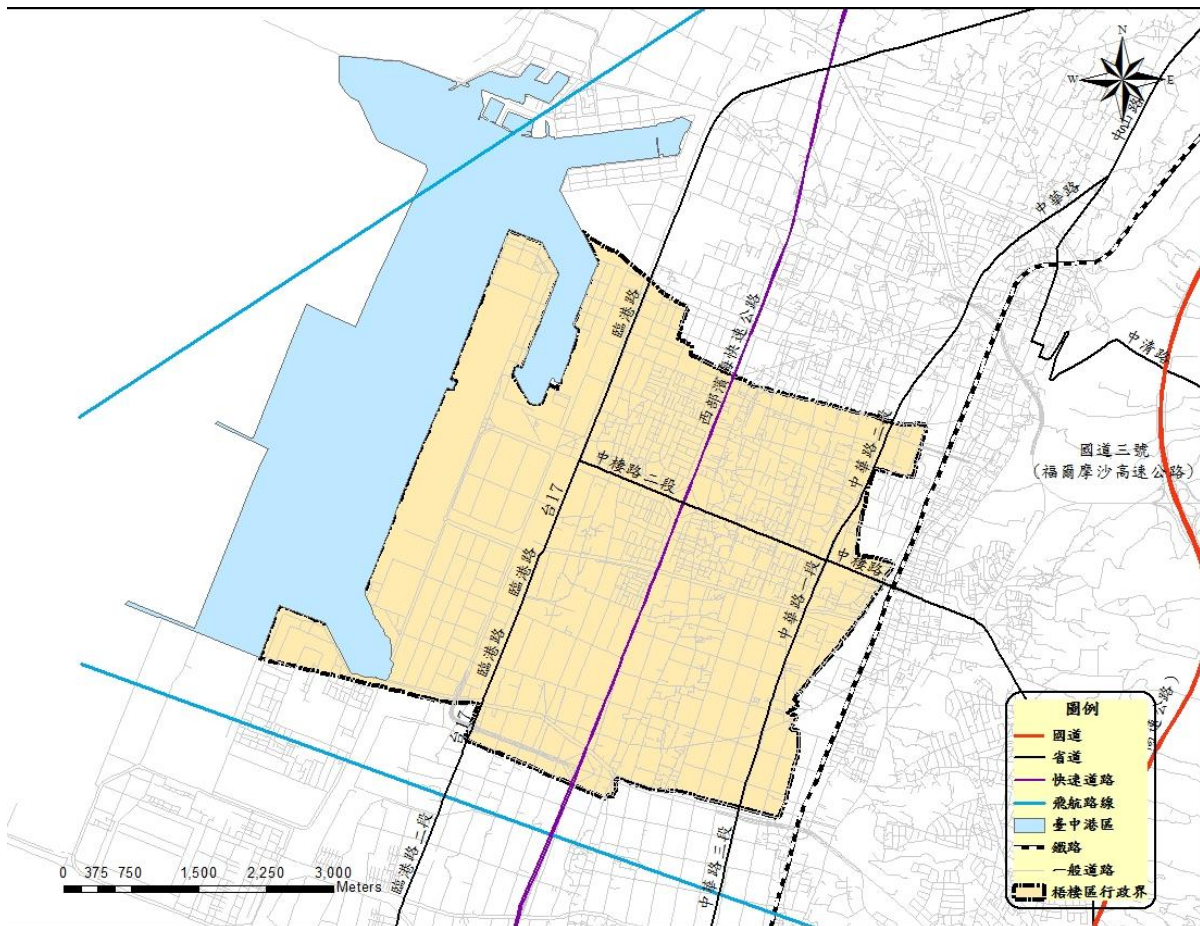 N
W
E
S
中山路
中華路
中清路
國道三號
(福爾摩沙高速公路)
臨港路
西部濱海快速公路
中華路二段
中棲路二段
台17
臨港路
中棲路
中華路一段
臨港路
台17
臨港路二段
中華路三段
0 375 750 1,500 2,250 3,000
Meters
圖例
國道
省道
快速道路
飛航路線
臺中港區
鐵路
一般道路
梧棲區行政界
速公路)